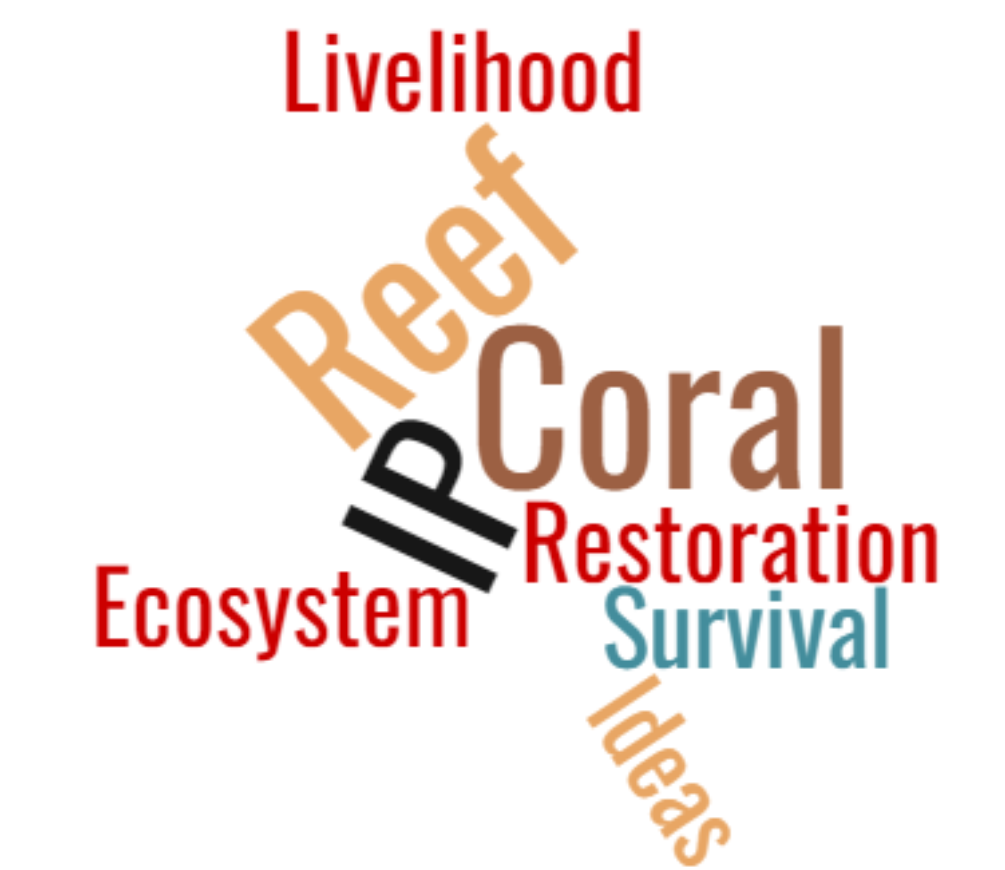 Livelihood
Reef
Coral
IP
Restoration
Ecosystem
Survival
Ideas